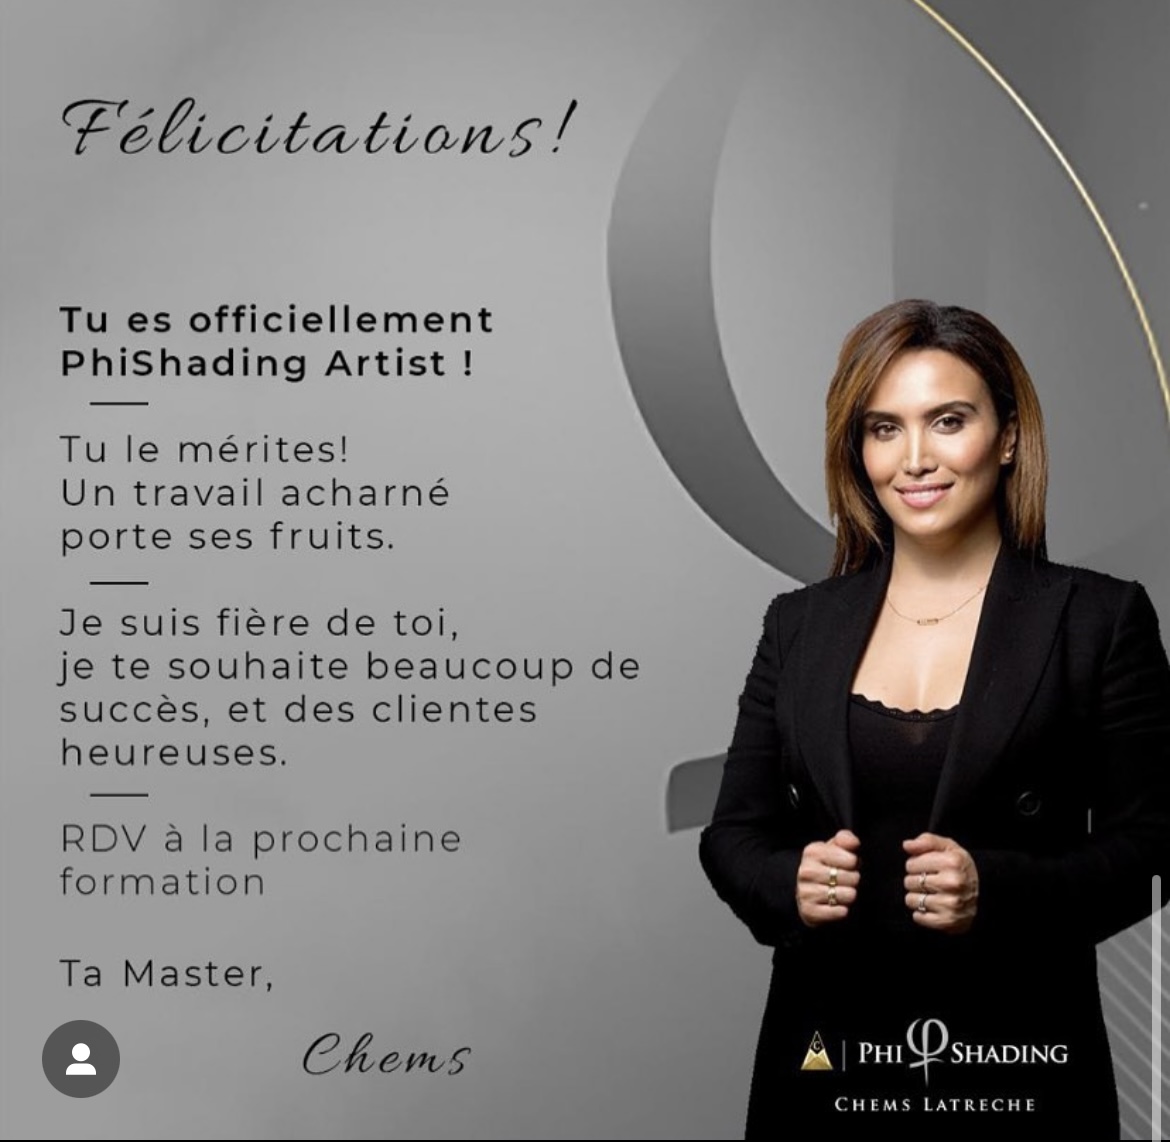 Félicitations!
Tu es officiellement
PhiShading Artist !
Tu le mérites!
Un travail acharné
porte ses fruits.
Je suis fière de toi,
je te souhaite beaucoup de
succès, et des clientes
heureuses.
RDV à la prochaine
formation
Ta Master,
Chems
C | PHI φ SHADING
CHEMS LATRECHE